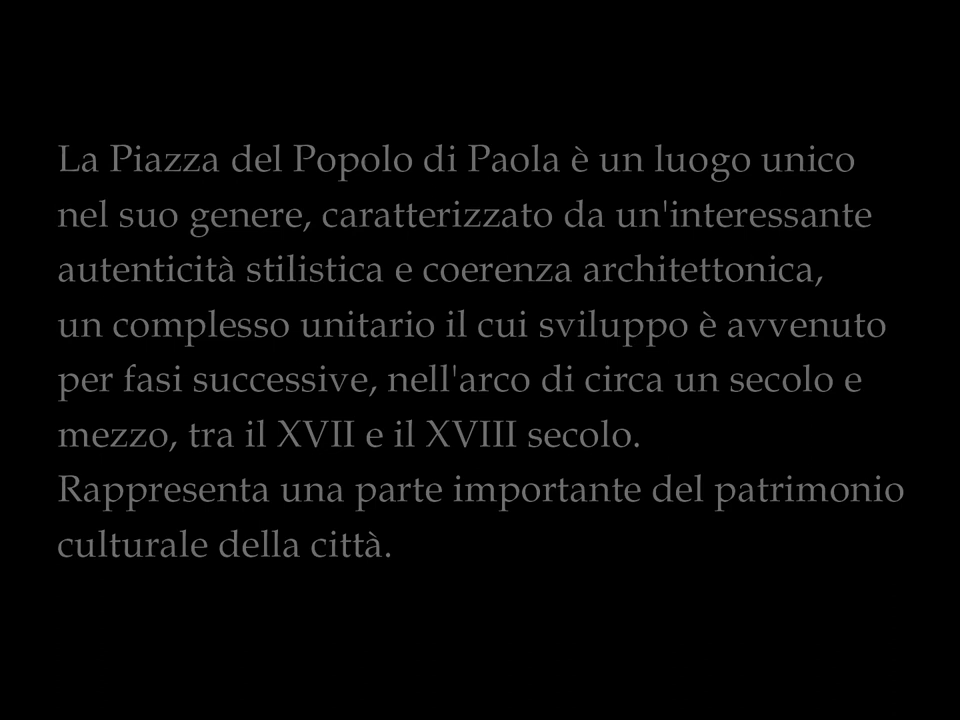 La Piazza del Popolo di Paola è un luogo unico
nel suo genere, caratterizzato da un'interessante
autenticità stilistica e coerenza architettonica,
un complesso unitario il cui sviluppo è avvenuto
per fasi successive, nell'arco di circa un secolo e
mezzo, tra il XVII e il XVIII secolo.
Rappresenta una parte importante del patrimonio
culturale della città.